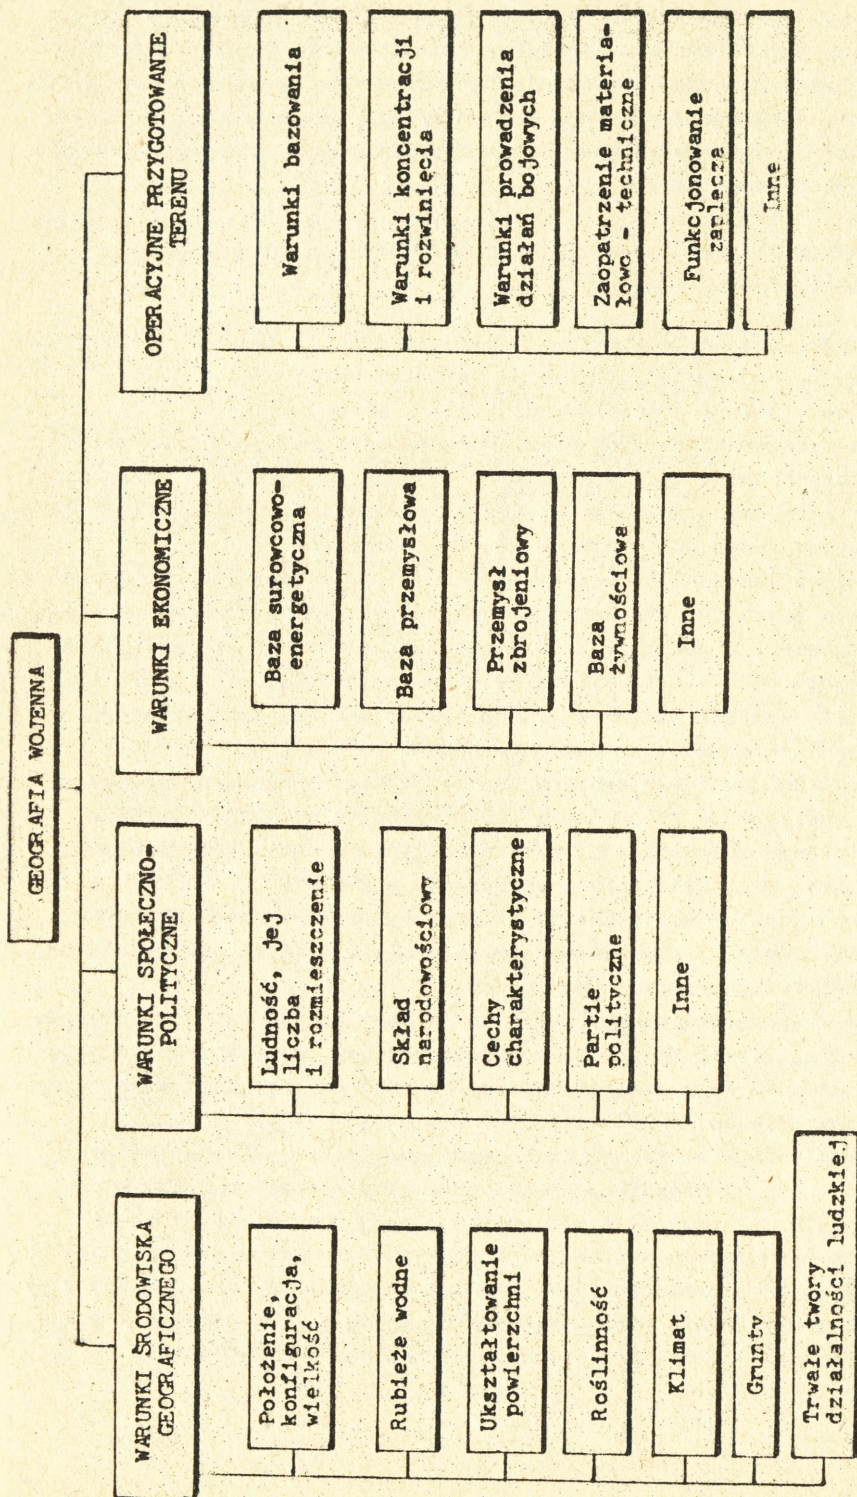 GEOGRAFIA WOJENNA
WARUNKI ŚRODOWISKA
GEOGRAFICZNEGO
Położenie,
konfiguracja,
wielkość
Rubieże wodne
Ukształtowanie
powierzchni
Roślinność
Klimat
Grunty
Trwałe twory
działalności ludzkiej
WARUNKI SPOŁECZNO-
POLITYCZNE
Ludność, jej
liczba
i rozmieszczenie
Skład
narodowościowy
Cechy
charakterystyczne
Partie
polityczne
Inne
WARUNKI EKONOMICZNE
Baza surowcowo-
energetyczna
Baza przemysłowa
Przemysł
zbrojeniowy
Baza
żywnościowa
Inne
OPERACYJNE PRZYGOTOWANIE
TERENU
Warunki bazowania
Warunki koncentracji
i rozwinięcia
Warunki prowadzenia
działań bojowych
Zaopatrzenie materia-
łowo - techniczne
Funkcjonowanie
zaplecza
Inne